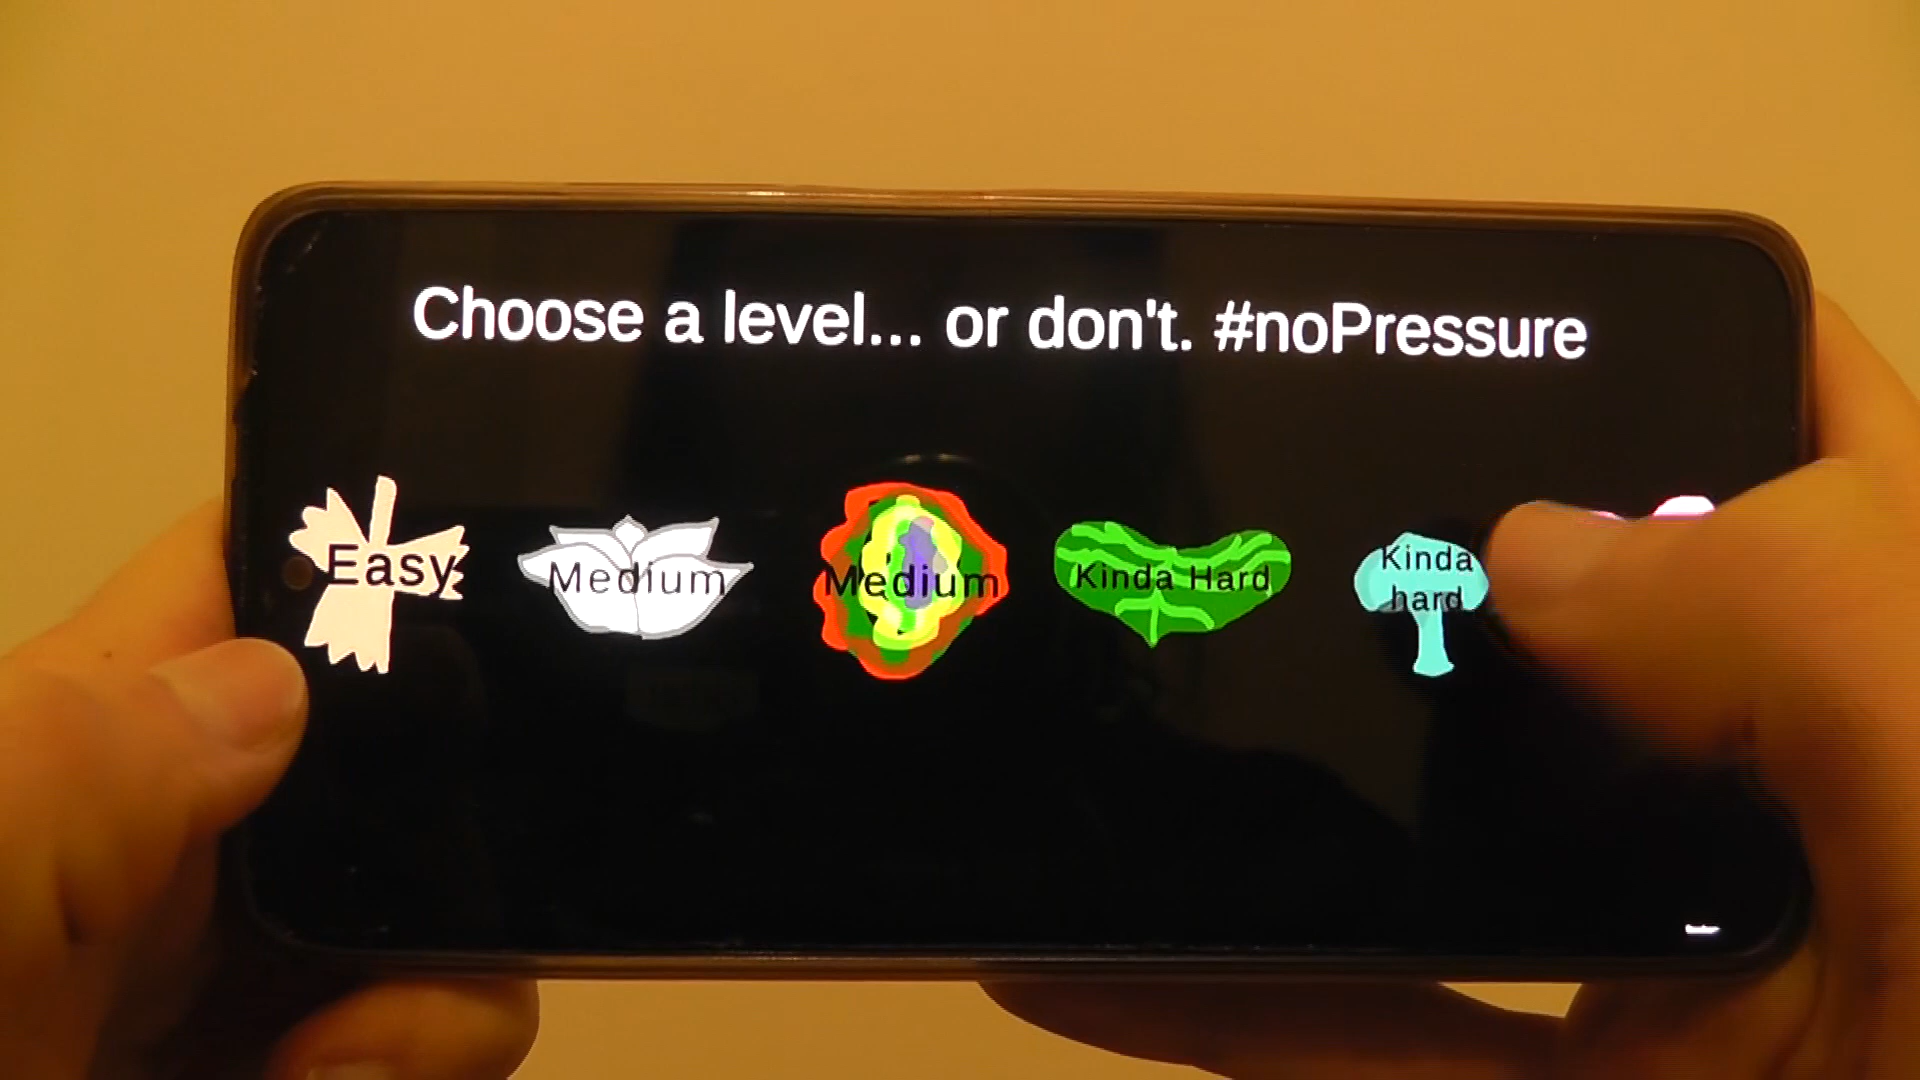 Choose a level... or don't. #noPressure
Easy
Medium
Medium
Kinda Hard
Kinda
hard